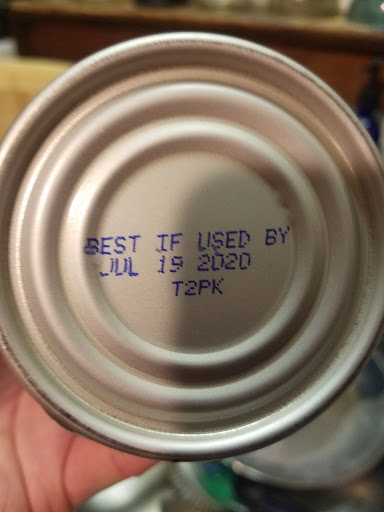 BEST IF USED BY
JUL 19 2020
T2PK